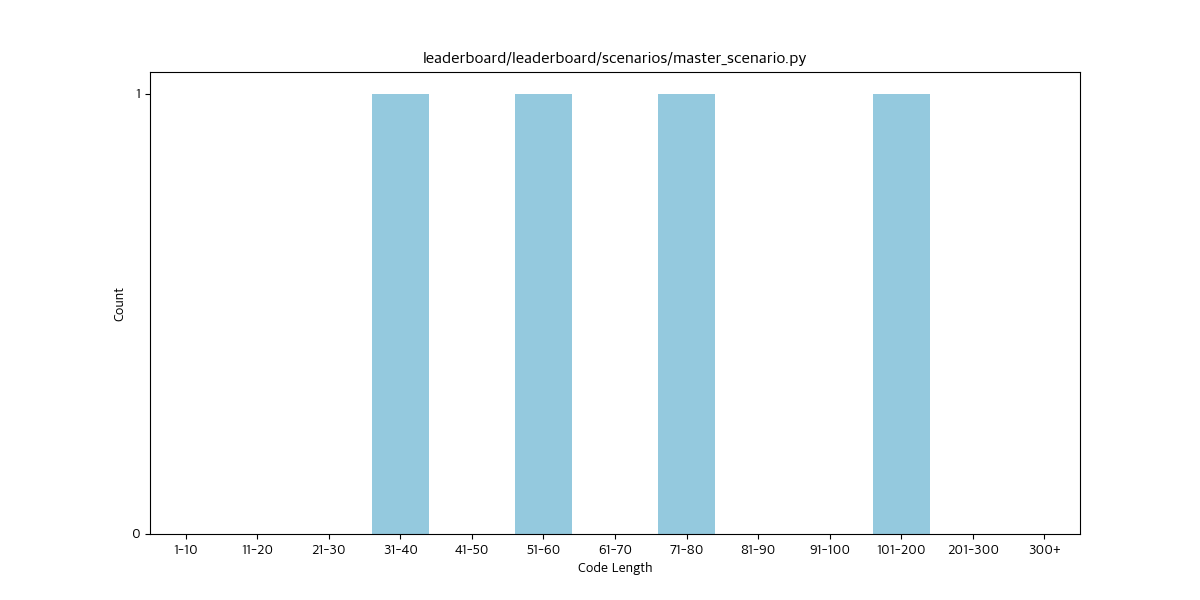 leaderboard/leaderboard/scenarios/master_scenario.py
1
Count
0
1-10 11-20 21-30 31-40 41-50 51-60 61-70 71-80 81-90 91-100 101-200 201-300 300+
Code Length